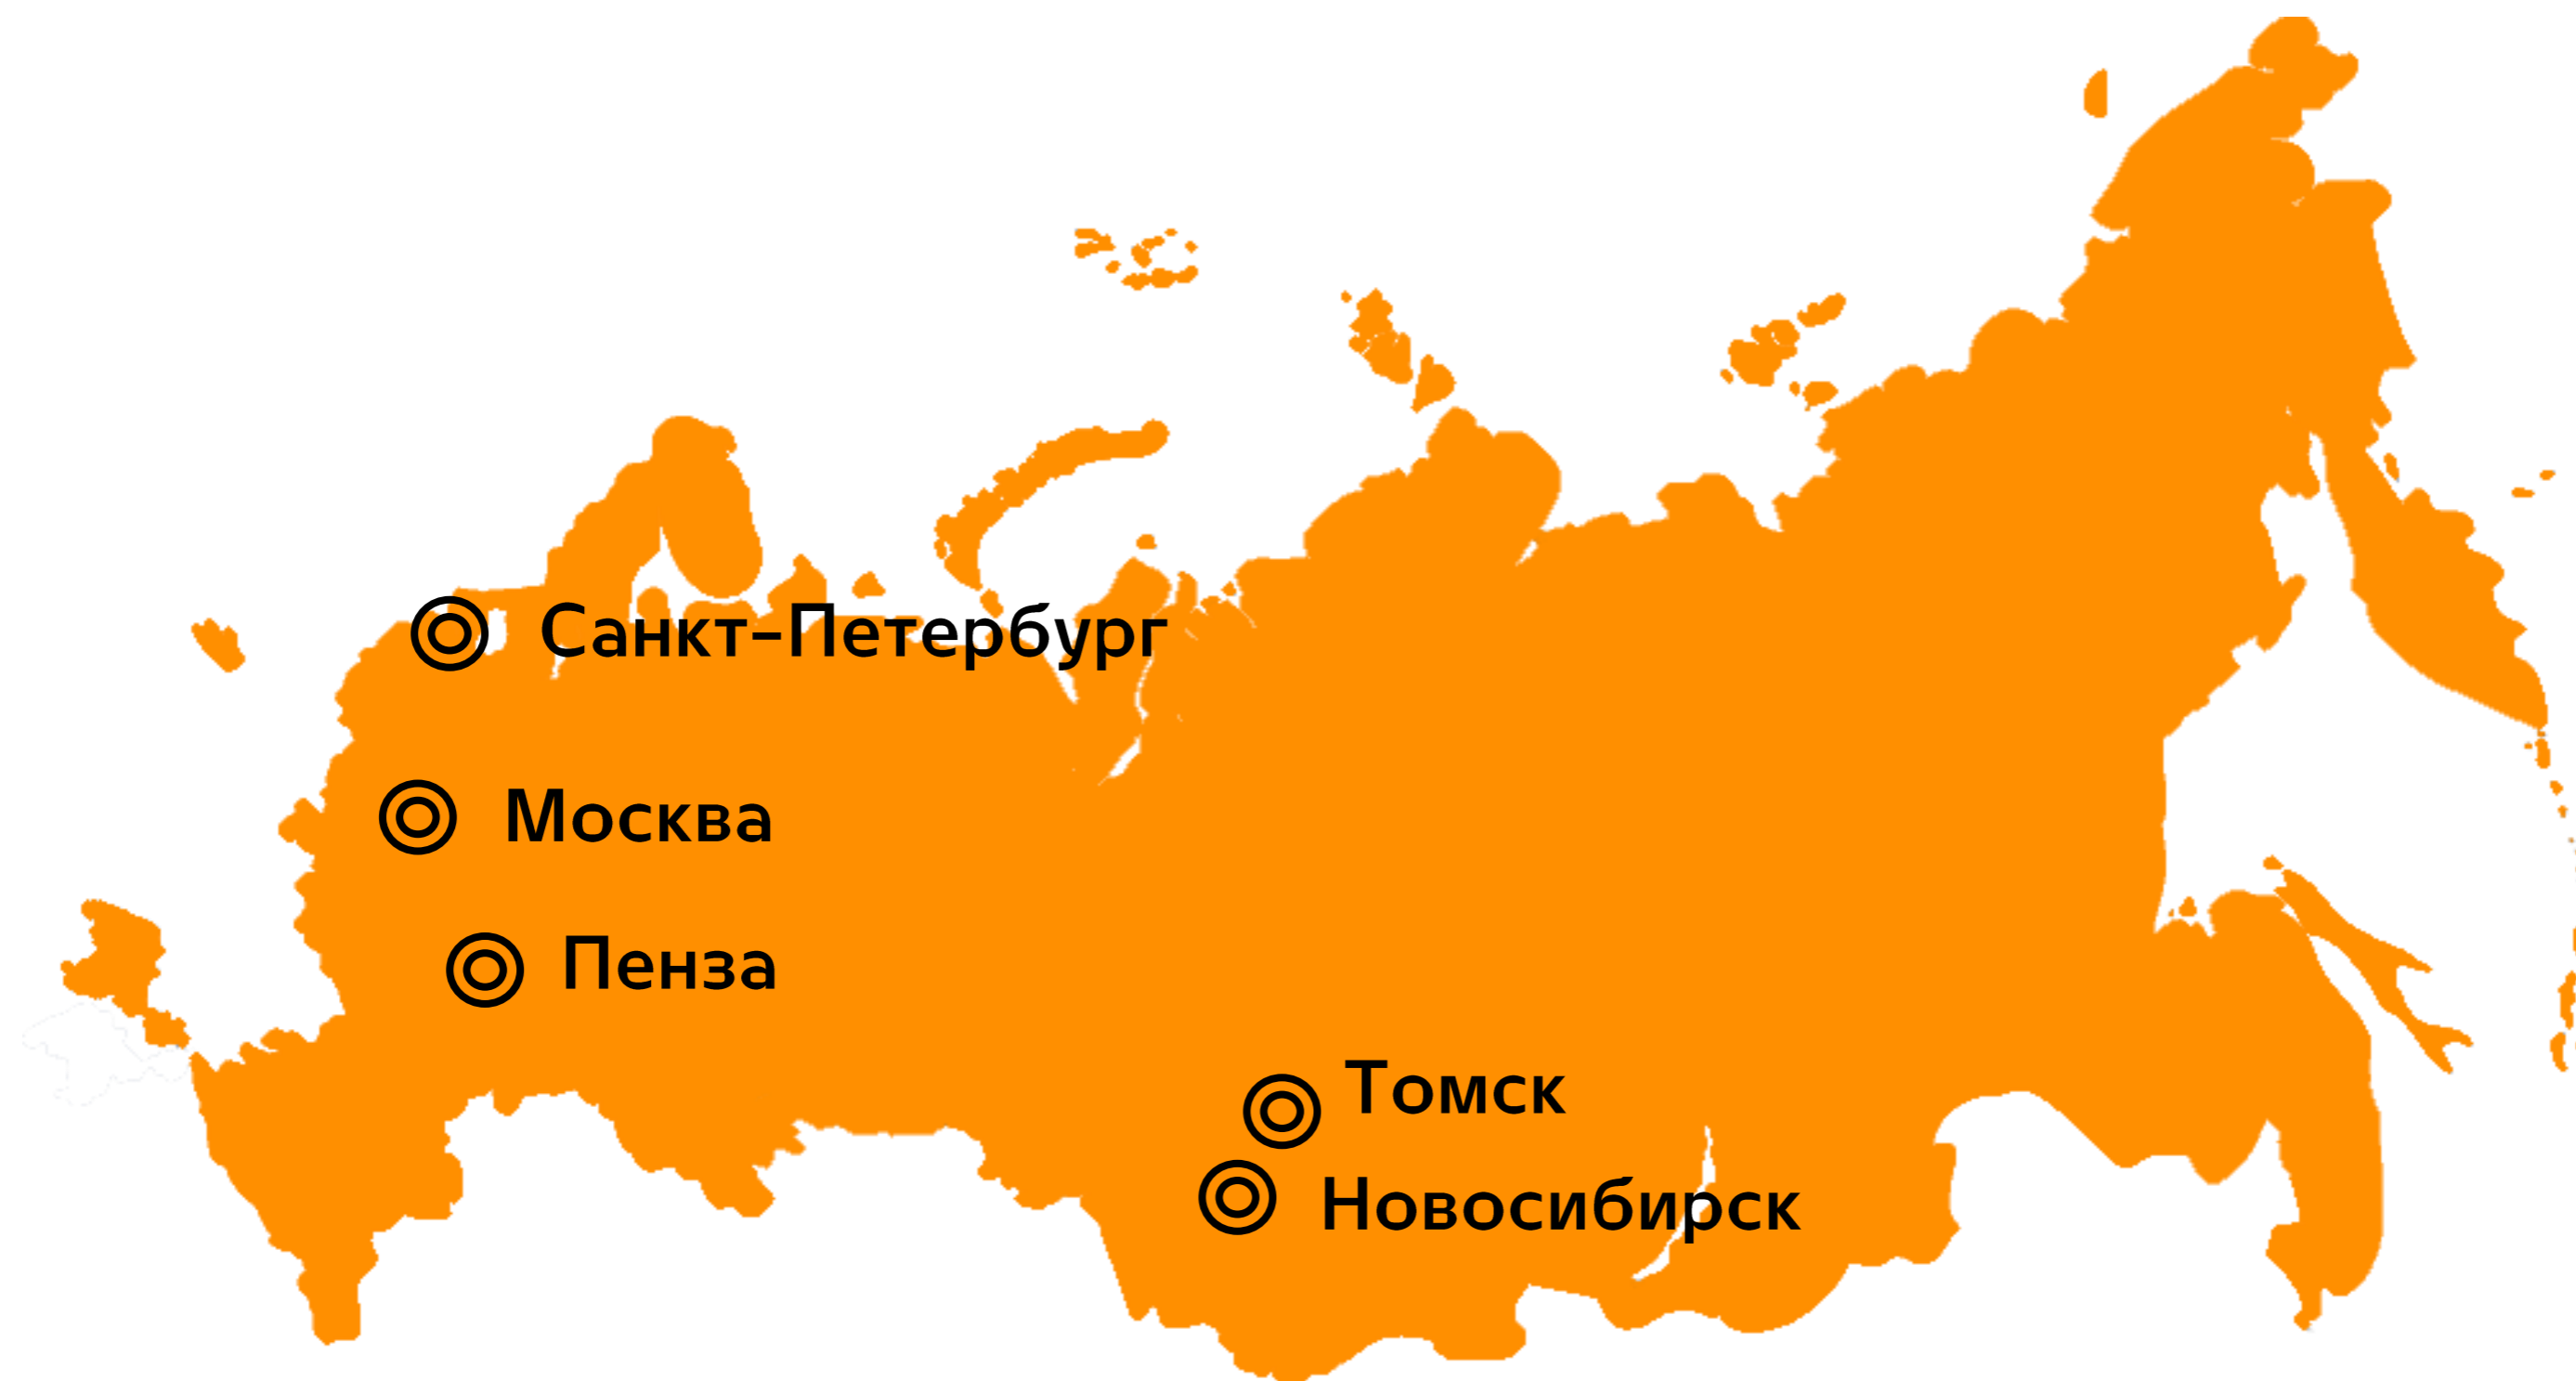 Санкт-Петербург
Москва
Пенза
Томск
Новосибирск